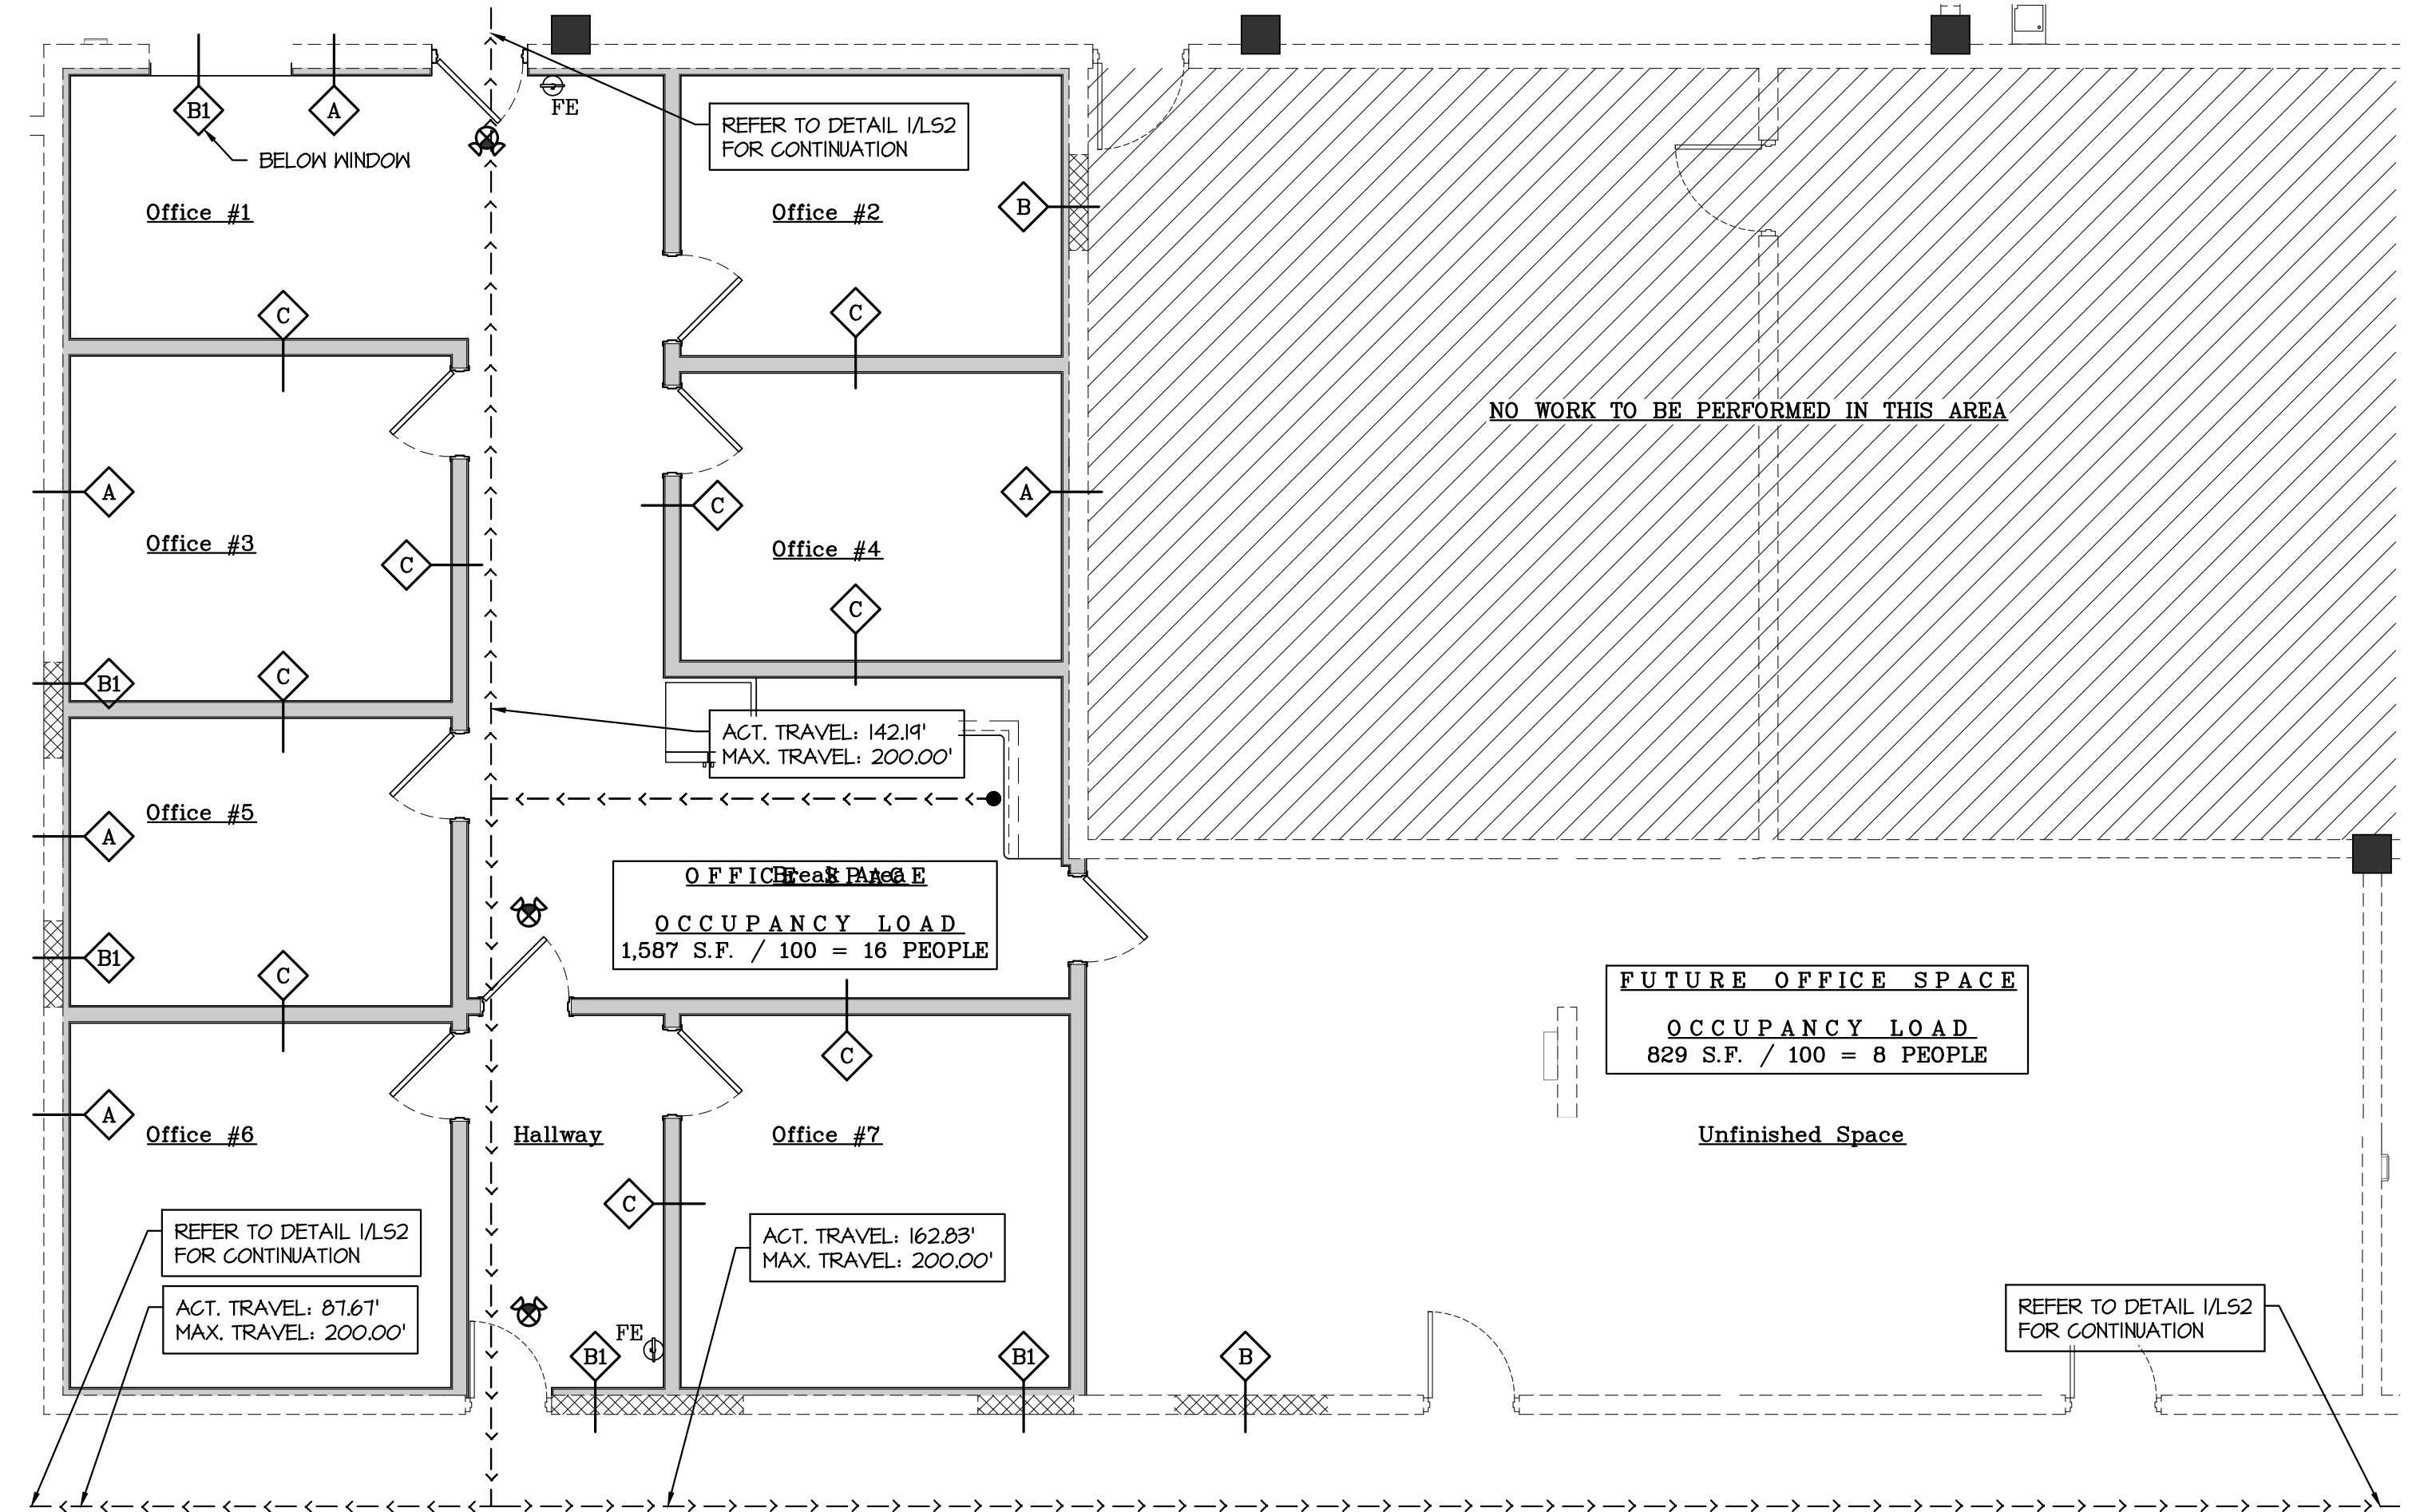 B1
A
FE
REFER TO DETAIL 1/LS2
FOR CONTINUATION
BELOW WINDOW
Office #1
Office #2
B
C
C
NO WORK TO BE PERFORMED IN THIS AREA
A
C
A
Office #3
Office #4
C
C
B1
C
ACT. TRAVEL: 142.19'
MAX. TRAVEL: 200.00'
Office #5
A
OFFICE SPACE
Break Area
OCCUPANCY LOAD
1,587 S.F. / 100 = 16 PEOPLE
B1
C
FUTURE OFFICE SPACE
OCCUPANCY LOAD
829 S.F. / 100 = 8 PEOPLE
C
A
Office #6
Hallway
Office #7
Unfinished Space
C
REFER TO DETAIL 1/LS2
FOR CONTINUATION
ACT. TRAVEL: 162.83'
MAX. TRAVEL: 200.00'
ACT. TRAVEL: 87.67'
MAX. TRAVEL: 200.00'
REFER TO DETAIL 1/LS2
FOR CONTINUATION
FE
B1
B1
B